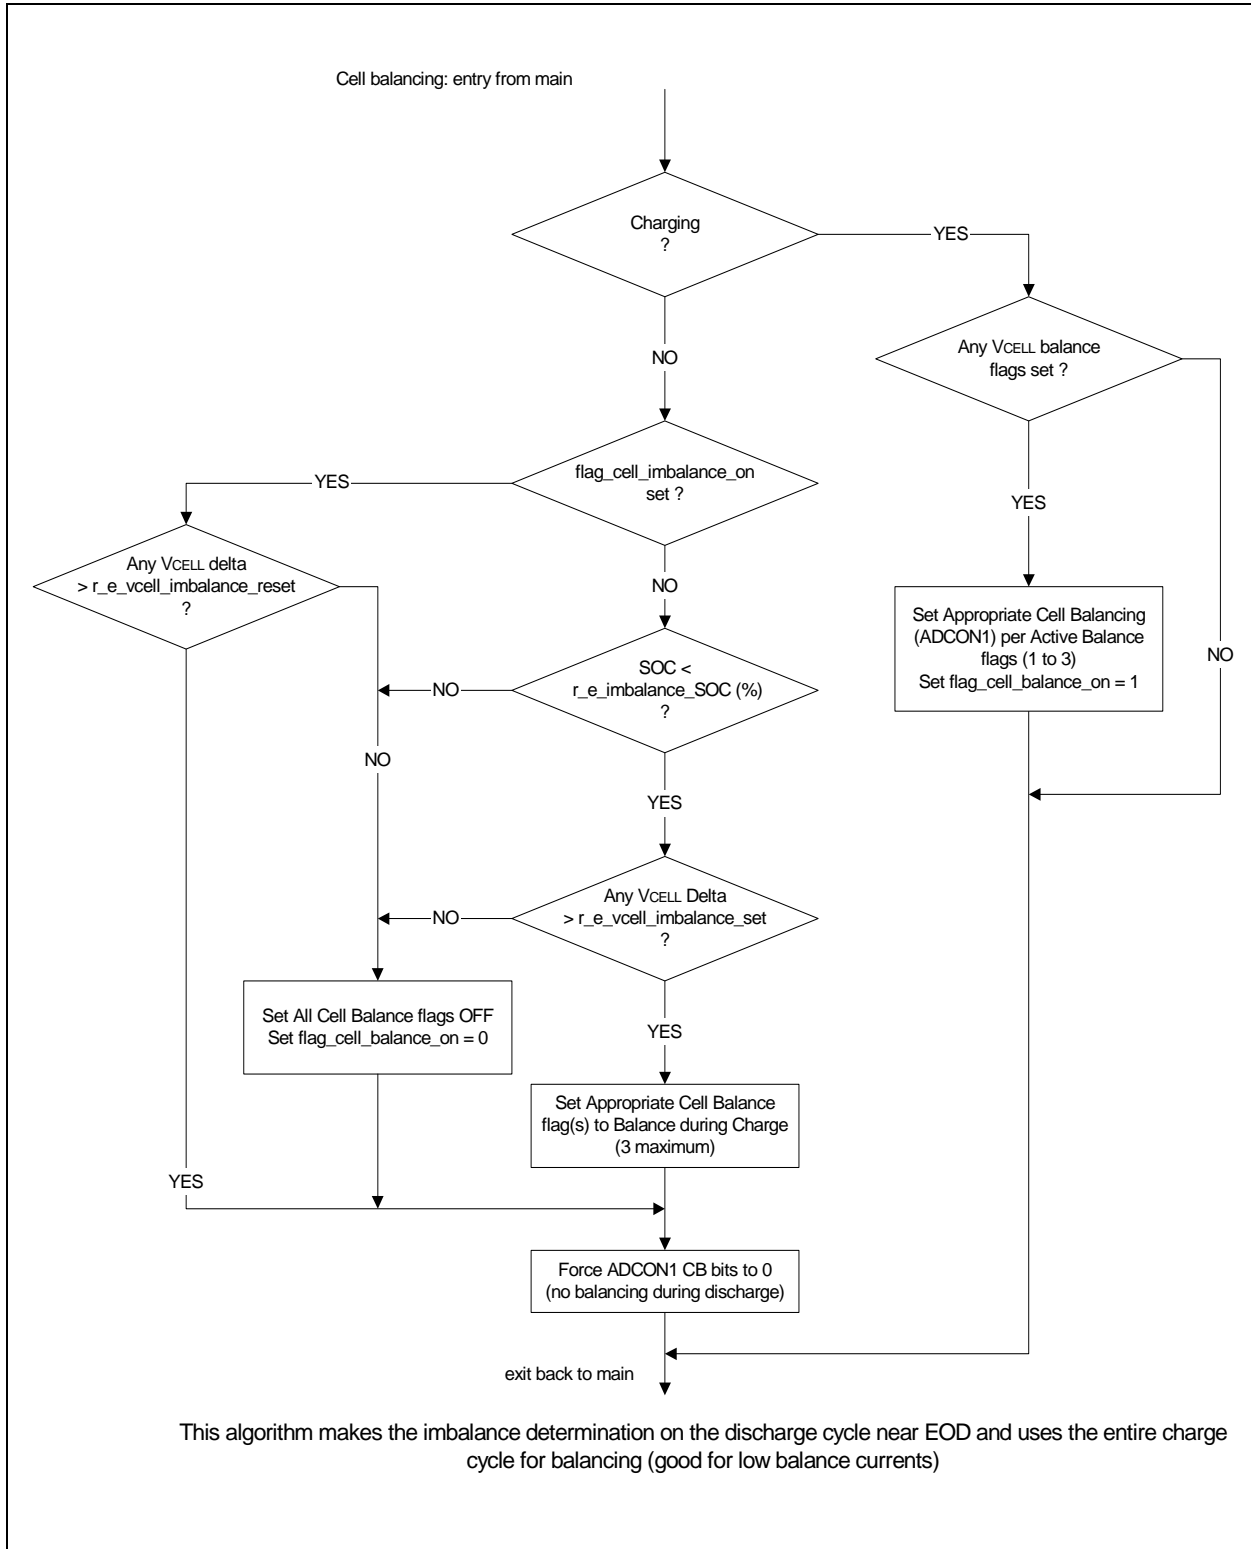 Cell balancing: entry from main
Charging
?
YES
NO
Any VCELL balance
flags set ?
flag_cell_imbalance_on
set ?
YES
YES
NO
Any VCELL delta
> r_e_vcell_imbalance_reset
?
NO
Set Appropriate Cell Balancing
(ADCON1) per Active Balance
flags (1 to 3)
Set flag_cell_balance_on = 1
SOC <
r_e_imbalance_SOC (%)
?
NO
NO
YES
Any VCELL Delta
> r_e_vcell_imbalance_set
?
NO
Set All Cell Balance flags OFF
Set flag_cell_balance_on = 0
YES
Set Appropriate Cell Balance
flag(s) to Balance during Charge
(3 maximum)
YES
Force ADCON1 CB bits to 0
(no balancing during discharge)
exit back to main
This algorithm makes the imbalance determination on the discharge cycle near EOD and uses the entire charge
cycle for balancing (good for low balance currents)